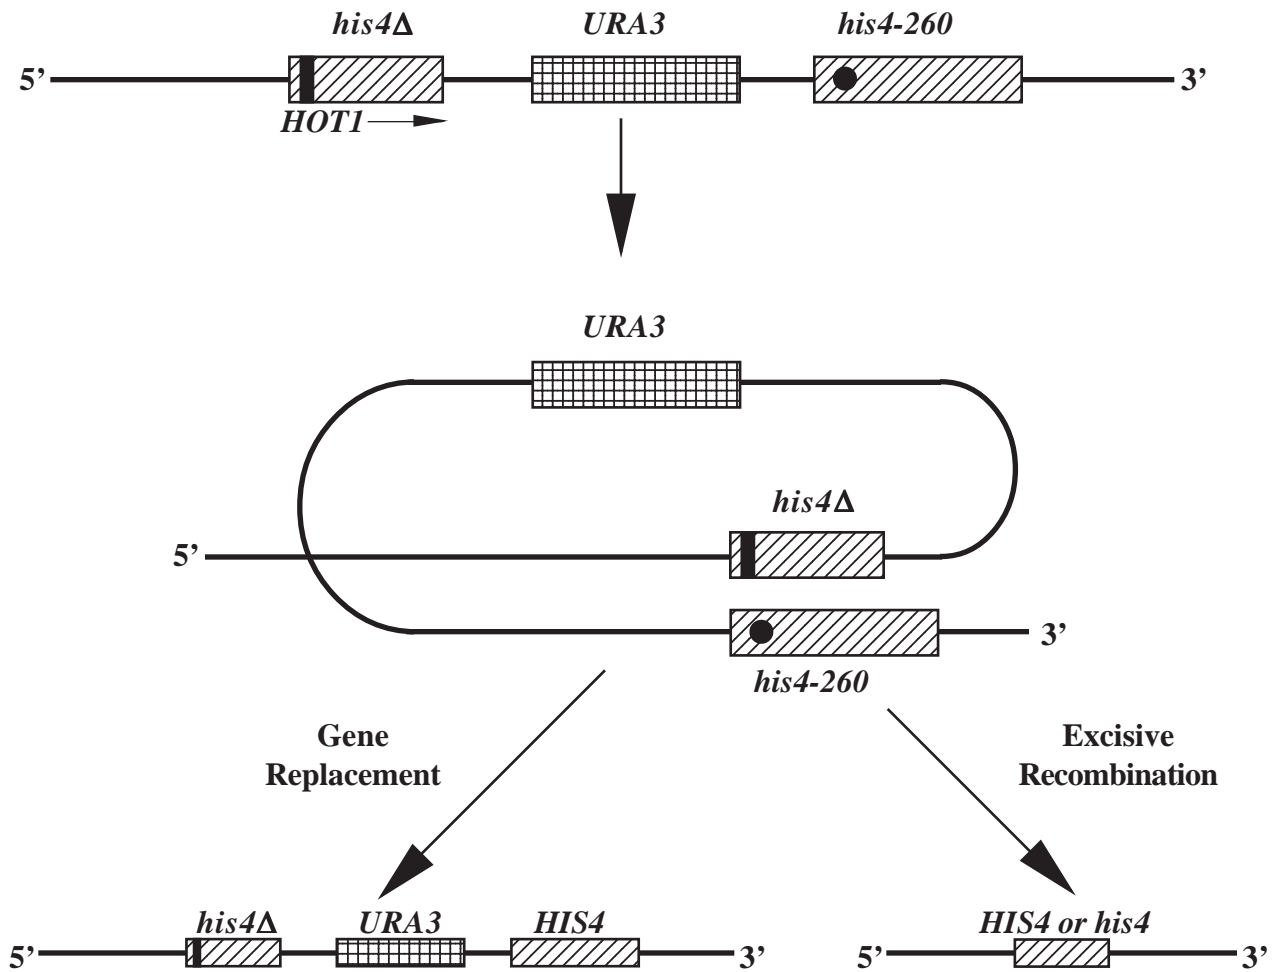 his4Δ URA3 his4-260
5’ 3’
HOT1
URA3
his4Δ
5’
3’
his4-260
Gene
Replacement
Excisive
Recombination
his4Δ URA3 HIS4
5’ 3’
HIS4 or his4
5’ 3’